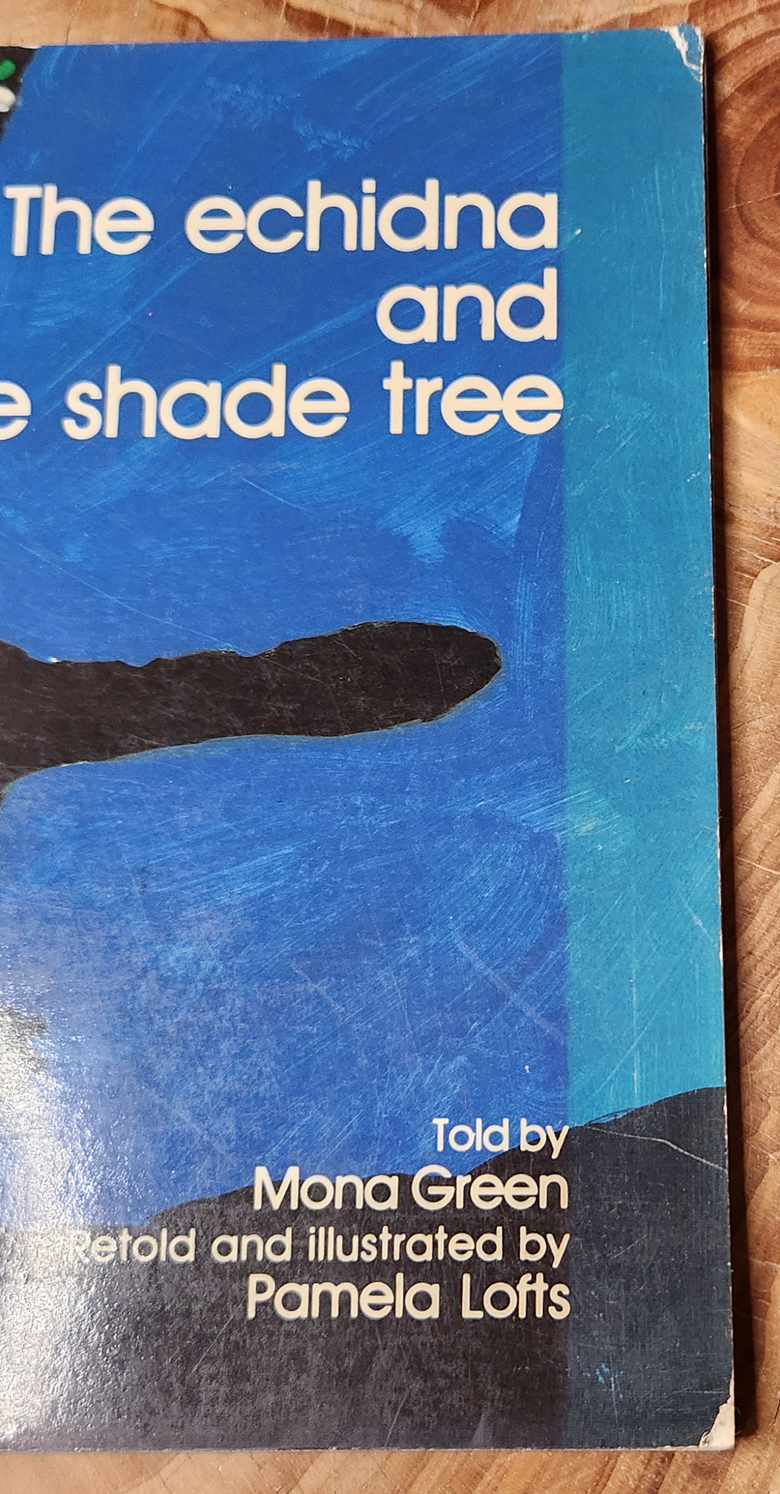 The echidna
and
e shade tree
Told by
Mona Green
Retold and illustrated by
Pamela Lofts